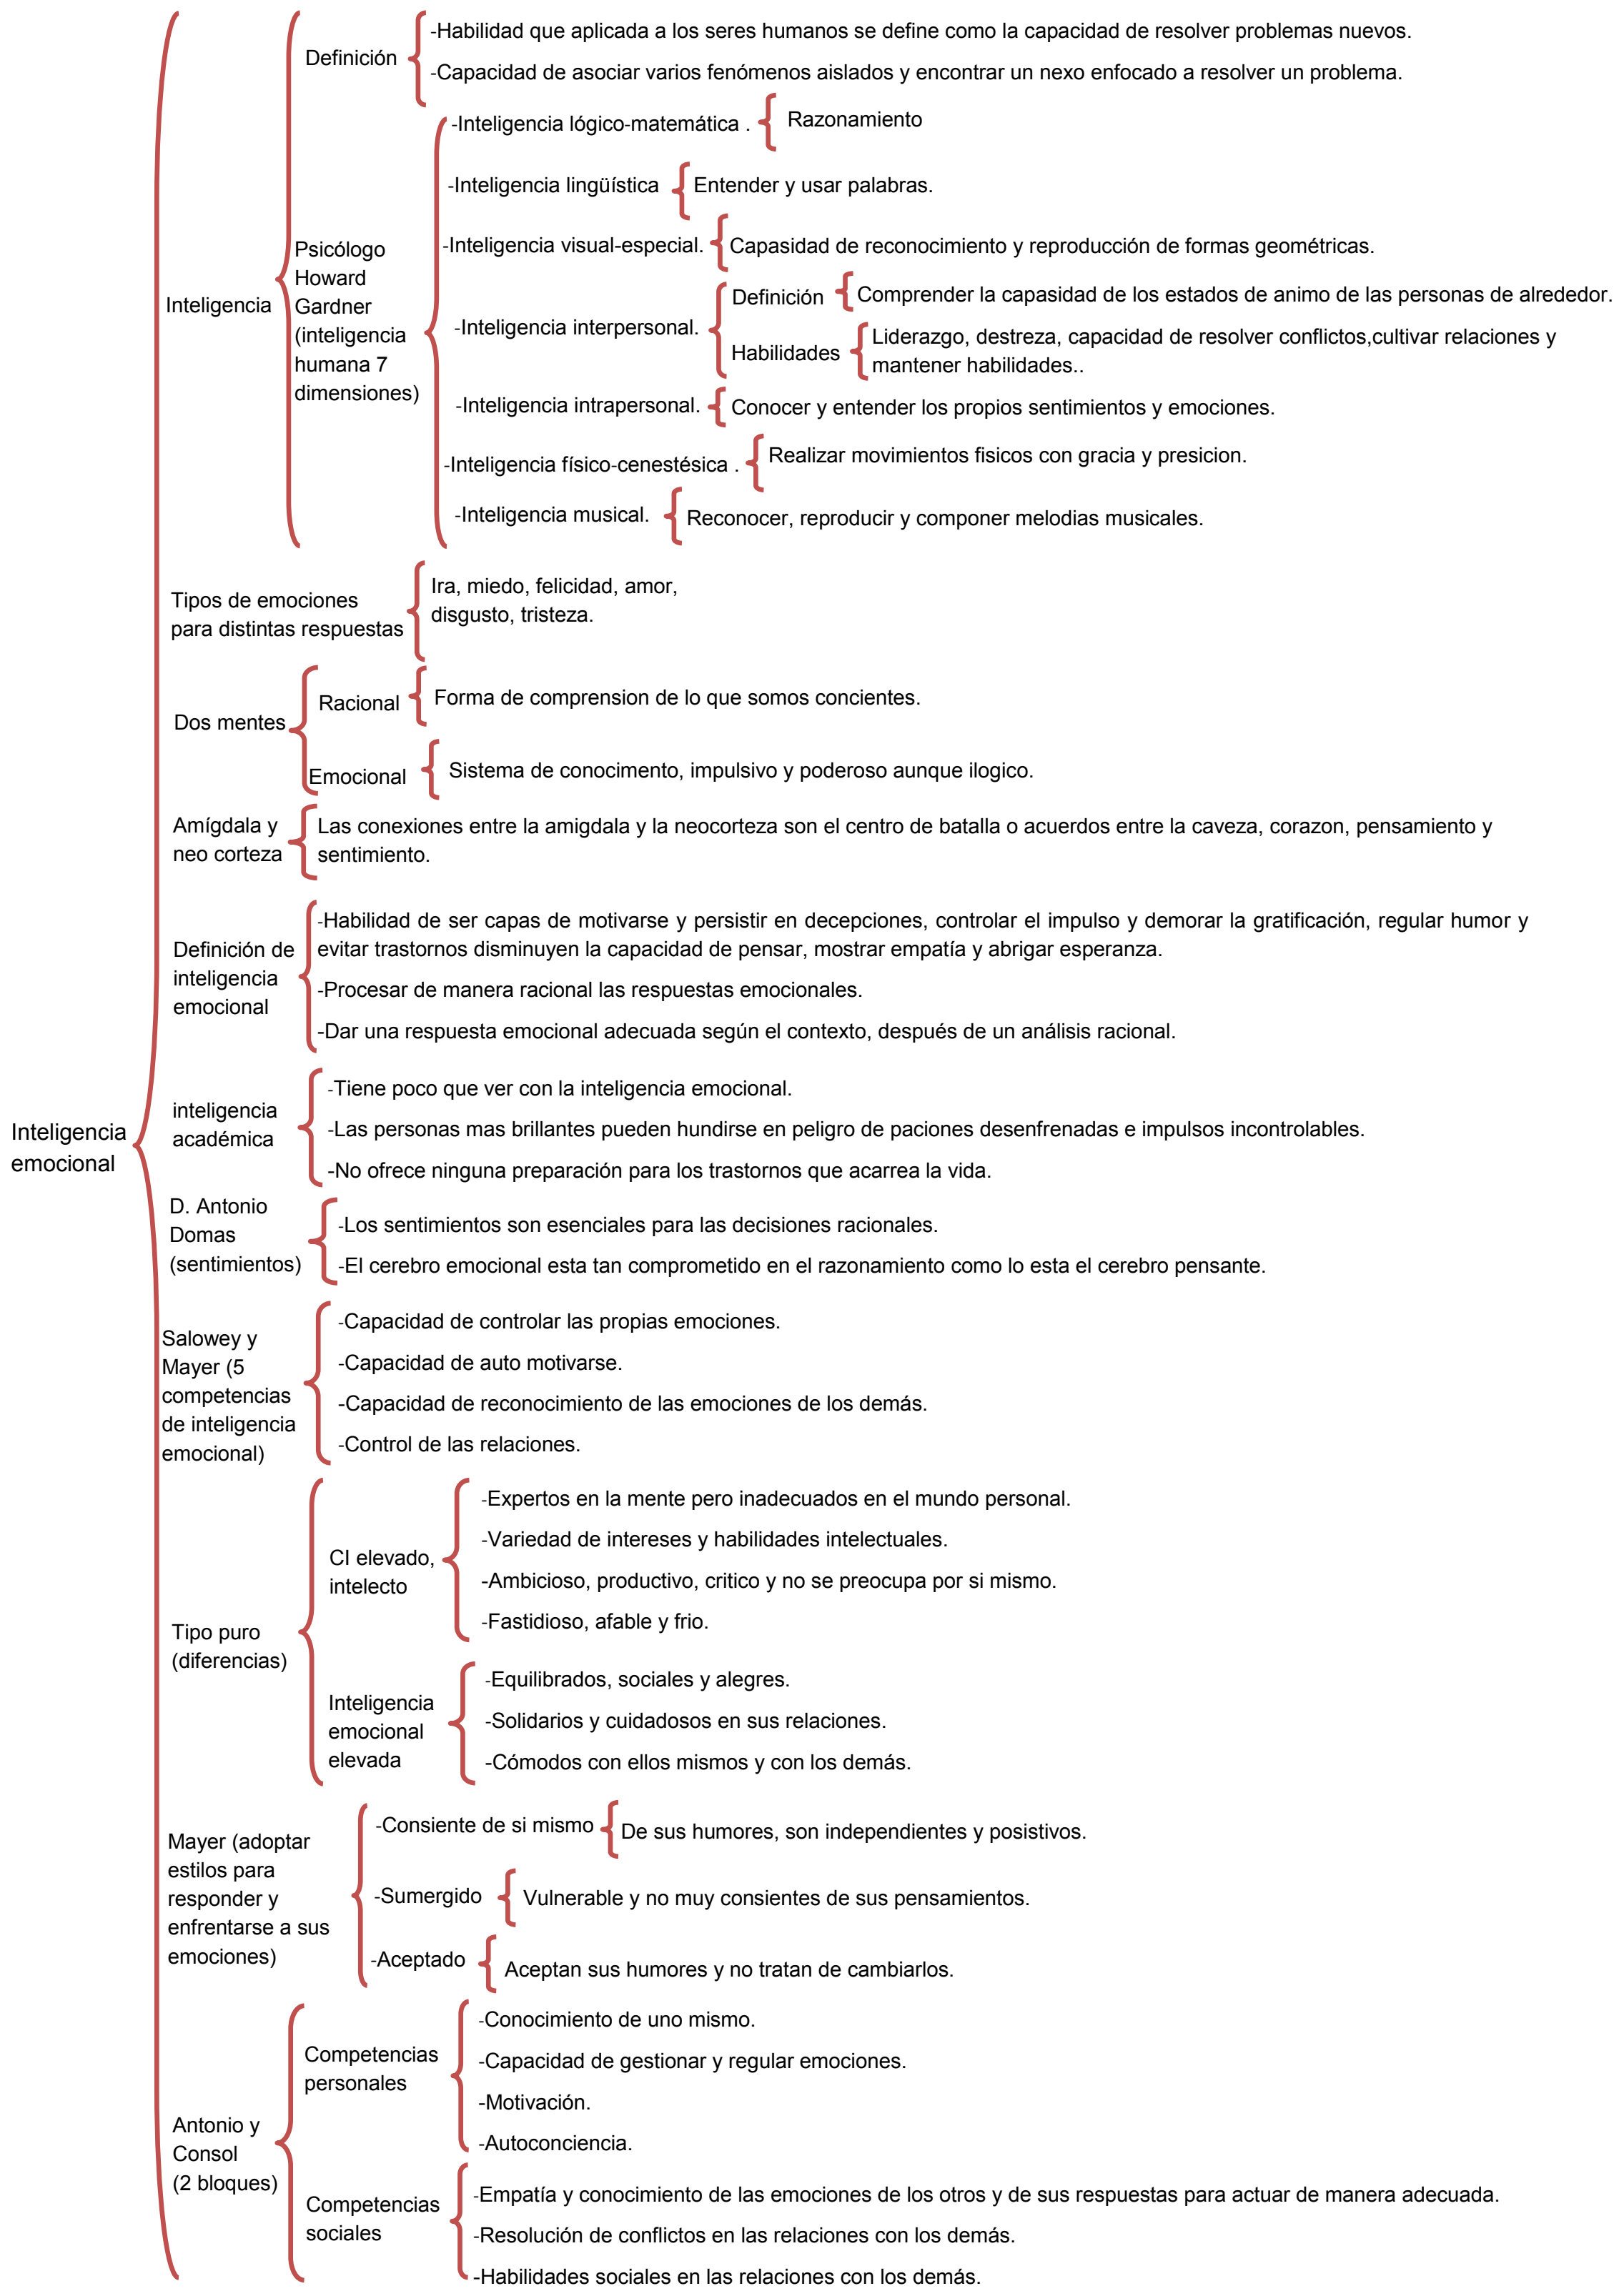 Inteligencia
emocional
Inteligencia
Definición
-Habilidad que aplicada a los seres humanos se define como la capacidad de resolver problemas nuevos.
-Capacidad de asociar varios fenómenos aislados y encontrar un nexo enfocado a resolver un problema.
Psicólogo
Howard
Gardner
(inteligencia
humana 7
dimensiones)
-Inteligencia lógico-matemática .
Razonamiento
-Inteligencia lingüística
Entender y usar palabras.
-Inteligencia visual-especial.
Capasidad de reconocimiento y reproducción de formas geométricas.
-Inteligencia interpersonal.
Definición
Comprender la capasidad de los estados de animo de las personas de alrededor.
Habilidades
Liderazgo, destreza, capacidad de resolver conflictos,cultivar relaciones y
mantener habilidades..
-Inteligencia intrapersonal.
Conocer y entender los propios sentimientos y emociones.
-Inteligencia físico-cenestésica .
Realizar movimientos fisicos con gracia y presicion.
-Inteligencia musical.
Reconocer, reproducir y componer melodias musicales.
Tipos de emociones
para distintas respuestas
Ira, miedo, felicidad, amor,
disgusto, tristeza.
Dos mentes
Racional
Forma de comprension de lo que somos concientes.
Emocional
Sistema de conocimento, impulsivo y poderoso aunque ilogico.
Amígdala y
neo corteza
Las conexiones entre la amigdala y la neocorteza son el centro de batalla o acuerdos entre la caveza, corazon, pensamiento y
sentimiento.
Definición de
inteligencia
emocional
-Habilidad de ser capas de motivarse y persistir en decepciones, controlar el impulso y demorar la gratificación, regular humor y
evitar trastornos disminuyen la capacidad de pensar, mostrar empatía y abrigar esperanza.
-Procesar de manera racional las respuestas emocionales.
-Dar una respuesta emocional adecuada según el contexto, después de un análisis racional.
inteligencia
académica
-Tiene poco que ver con la inteligencia emocional.
-Las personas mas brillantes pueden hundirse en peligro de paciones desenfrenadas e impulsos incontrolables.
-No ofrece ninguna preparación para los trastornos que acarrea la vida.
D. Antonio
Domas
(sentimientos)
-Los sentimientos son esenciales para las decisiones racionales.
-El cerebro emocional esta tan comprometido en el razonamiento como lo esta el cerebro pensante.
Salowey y
Mayer (5
competencias
de inteligencia
emocional)
-Capacidad de controlar las propias emociones.
-Capacidad de auto motivarse.
-Capacidad de reconocimiento de las emociones de los demás.
-Control de las relaciones.
Tipo puro
(diferencias)
CI elevado,
intelecto
-Expertos en la mente pero inadecuados en el mundo personal.
-Variedad de intereses y habilidades intelectuales.
-Ambicioso, productivo, critico y no se preocupa por si mismo.
-Fastidioso, afable y frio.
Inteligencia
emocional
elevada
-Equilibrados, sociales y alegres.
-Solidarios y cuidadosos en sus relaciones.
-Cómodos con ellos mismos y con los demás.
Mayer (adoptar
estilos para
responder y
enfrentarse a sus
emociones)
-Consiente de si mismo
De sus humores, son independientes y posistivos.
-Sumergido
Vulnerable y no muy consientes de sus pensamientos.
-Aceptado
Aceptan sus humores y no tratan de cambiarlos.
Antonio y
Consol
(2 bloques)
Competencias
personales
-Conocimiento de uno mismo.
-Capacidad de gestionar y regular emociones.
-Motivación.
-Autoconciencia.
Competencias
sociales
-Empatía y conocimiento de las emociones de los otros y de sus respuestas para actuar de manera adecuada.
-Resolución de conflictos en las relaciones con los demás.
-Habilidades sociales en las relaciones con los demás.